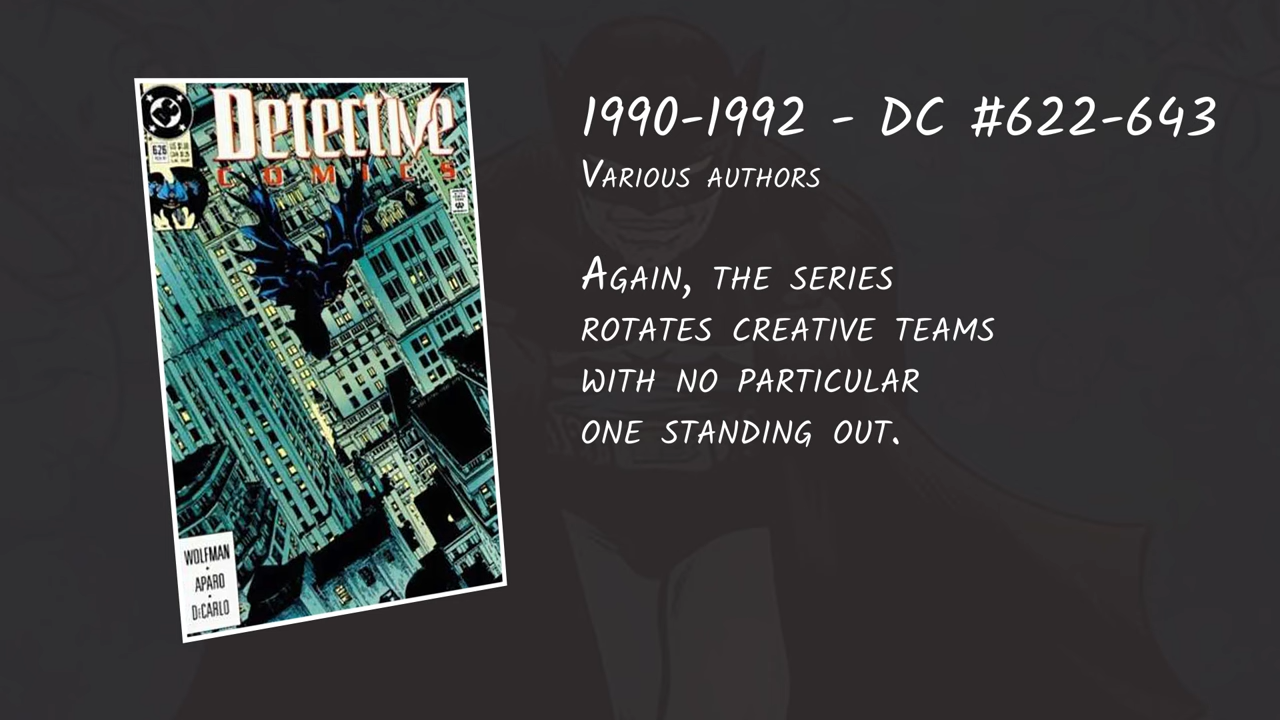 Detective
COMICS
626
WOLFMAN
APARO
DeCARLO
1990-1992 - DC #622-643
Various authors
Again, the series
rotates creative teams
with no particular
one standing out.